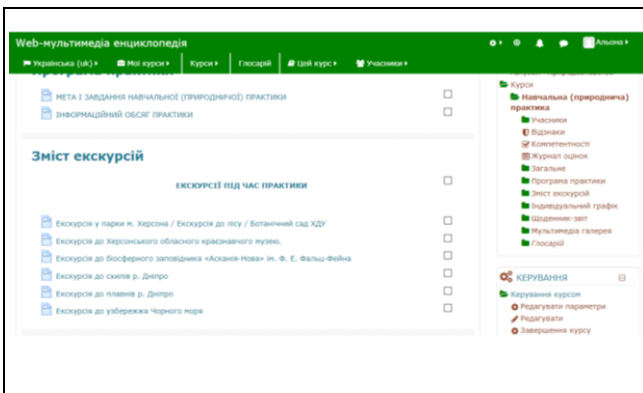 Web-мультимедіа енциклопедія
Альона
Українська (uk)
Мої курси
Курси
Глосарій
Цей курс
Учасники
Програма практики
МЕТА І ЗАВДАННЯ НАВЧАЛЬНОЇ (ПРИРОДНИЧОЇ) ПРАКТИКИ
ІНФОРМАЦІЙНИЙ ОБСЯГ ПРАКТИКИ
Зміст екскурсій
ЕКСКУРСІЇ ПІД ЧАС ПРАКТИКИ
Екскурсія у парки м. Херсона / Екскурсія до лісу / Ботанічний сад ХДУ
Екскурсія до Херсонського обласного краєзнавчого музею.
Екскурсія до біосферного заповідника «Асканія-Нова» ім. Ф. Е. Фальц-Фейна
Екскурсія до схилів р. Дніпро
Екскурсія до плавнів р. Дніпро
Екскурсія до узбережжя Чорного моря
Курси
Навчальна (природнича)
практика
Учасники
Відзнаки
Компетентності
Журнал оцінок
Загальне
Програма практики
Зміст екскурсій
Індивідуальний графік
Щоденник-звіт
Мультимедіа галерея
Глосарій
КЕРУВАННЯ
Керування курсом
Редагувати параметри
Редагувати
Завершення курсу